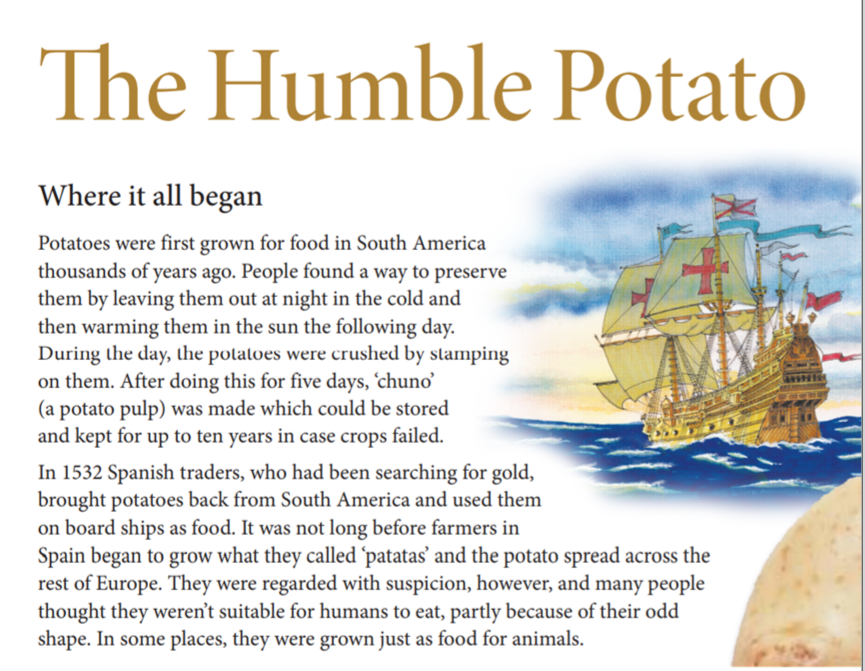 The Humble Potato
Where it all began
Potatoes were first grown for food in South America
thousands of years ago. People found a way to preserve
them by leaving them out at night in the cold and
then warming them in the sun the following day.
During the day, the potatoes were crushed by stamping
on them. After doing this for five days, ‘chuno’
(a potato pulp) was made which could be stored
and kept for up to ten years in case crops failed.
In 1532 Spanish traders, who had been searching for gold,
brought potatoes back from South America and used them
on board ships as food. It was not long before farmers in
Spain began to grow what they called ‘patatas’ and the potato spread across the
rest of Europe. They were regarded with suspicion, however, and many people
thought they weren’t suitable for humans to eat, partly because of their odd
shape. In some places, they were grown just as food for animals.